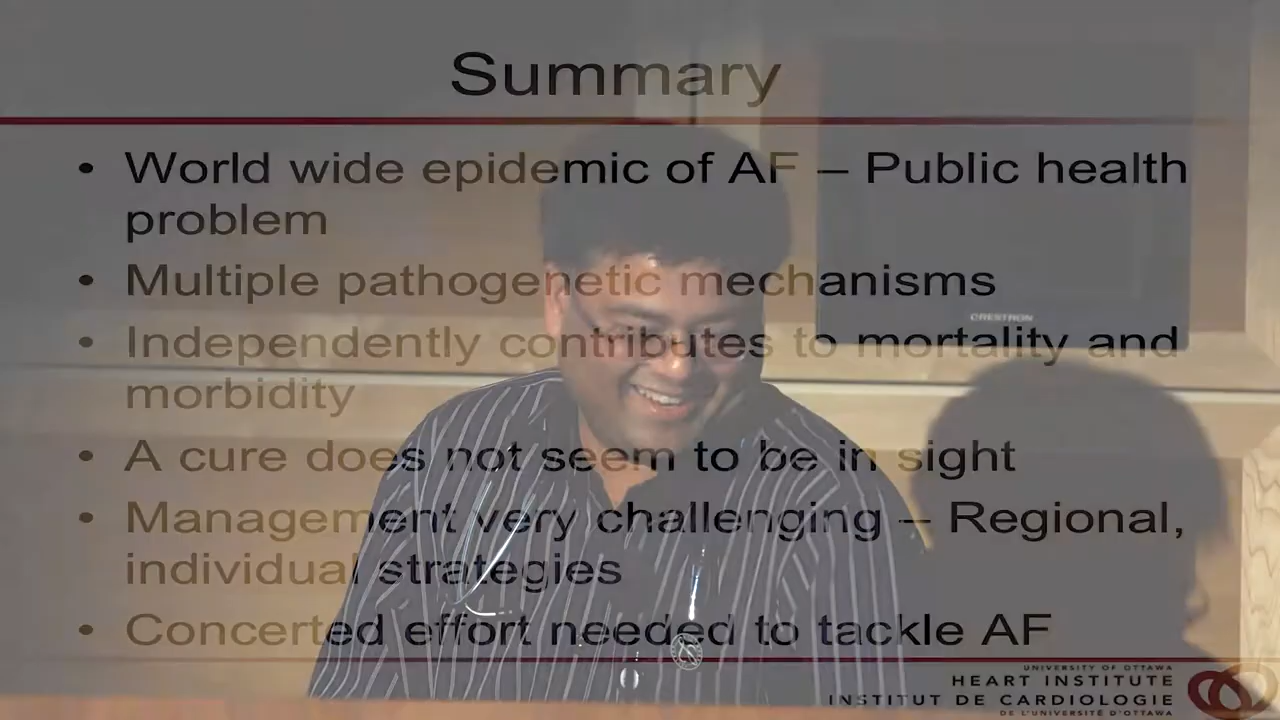 Summary
• World wide epidemic of AF – Public health
problem
• Multiple pathogenetic mechanisms
CRESTRON
• Independently contributes to mortality and
morbidity
• A cure does not seem to be in sight
• Management very challenging – Regional,
individual strategies
• Concerted effort needed to tackle AF
UNIVERSITY OF OTTAWA
HEART INSTITUTE
INSTITUT DE CARDIOLOGIE
DE L'UNIVERSITÉ D'OTTAWA